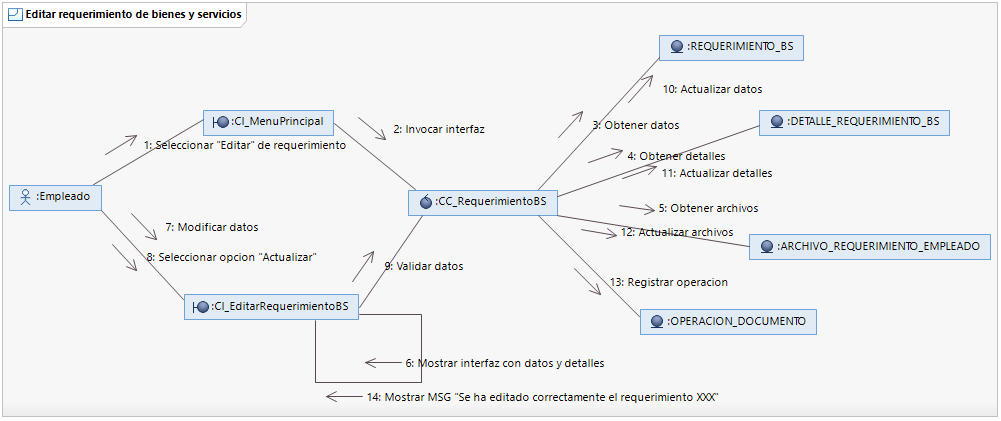 Editar requerimiento de bienes y servicios
:REQUERIMIENTO_BS
10: Actualizar datos
:CI_MenuPrincipal
2: Invocar interfaz
3: Obtener datos
:DETALLE_REQUERIMIENTO_BS
1: Seleccionar "Editar" de requerimiento
4: Obtener detalles
11: Actualizar detalles
:Empleado
:CC_RequerimientoBS
5: Obtener archivos
7: Modificar datos
12: Actualizar archivos
:ARCHIVO_REQUERIMIENTO_EMPLEADO
8: Seleccionar opcion "Actualizar"
9: Validar datos
13: Registrar operacion
:CI_EditarRequerimientoBS
:OPERACION_DOCUMENTO
6: Mostrar interfaz con datos y detalles
14: Mostrar MSG "Se ha editado correctamente el requerimiento XXX"